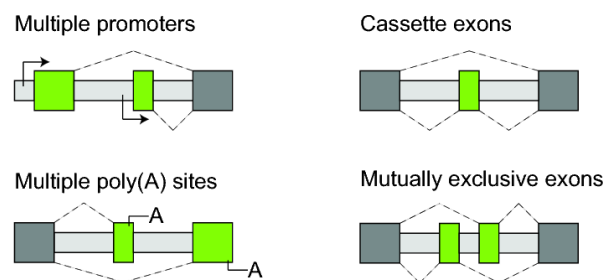 Multiple promoters
Cassette exons
Multiple poly(A) sites
Mutually exclusive exons
A
A